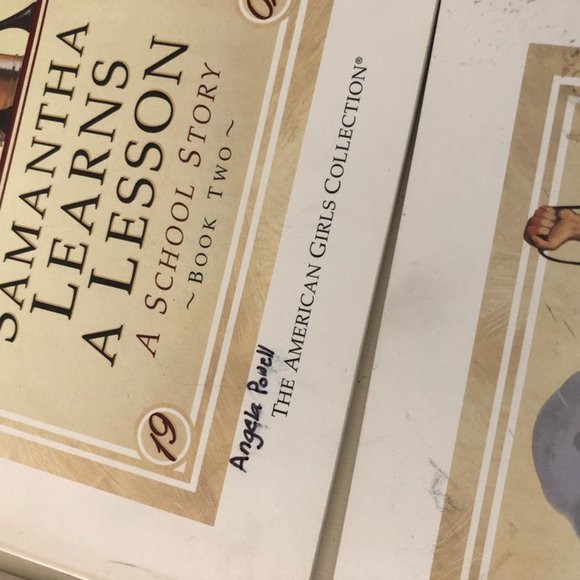 SAMANTHA
LEARNS
A LESSON
A SCHOOL STORY
~ BOOK TWO ~
19
Angela Powell
THE AMERICAN GIRLS COLLECTION®